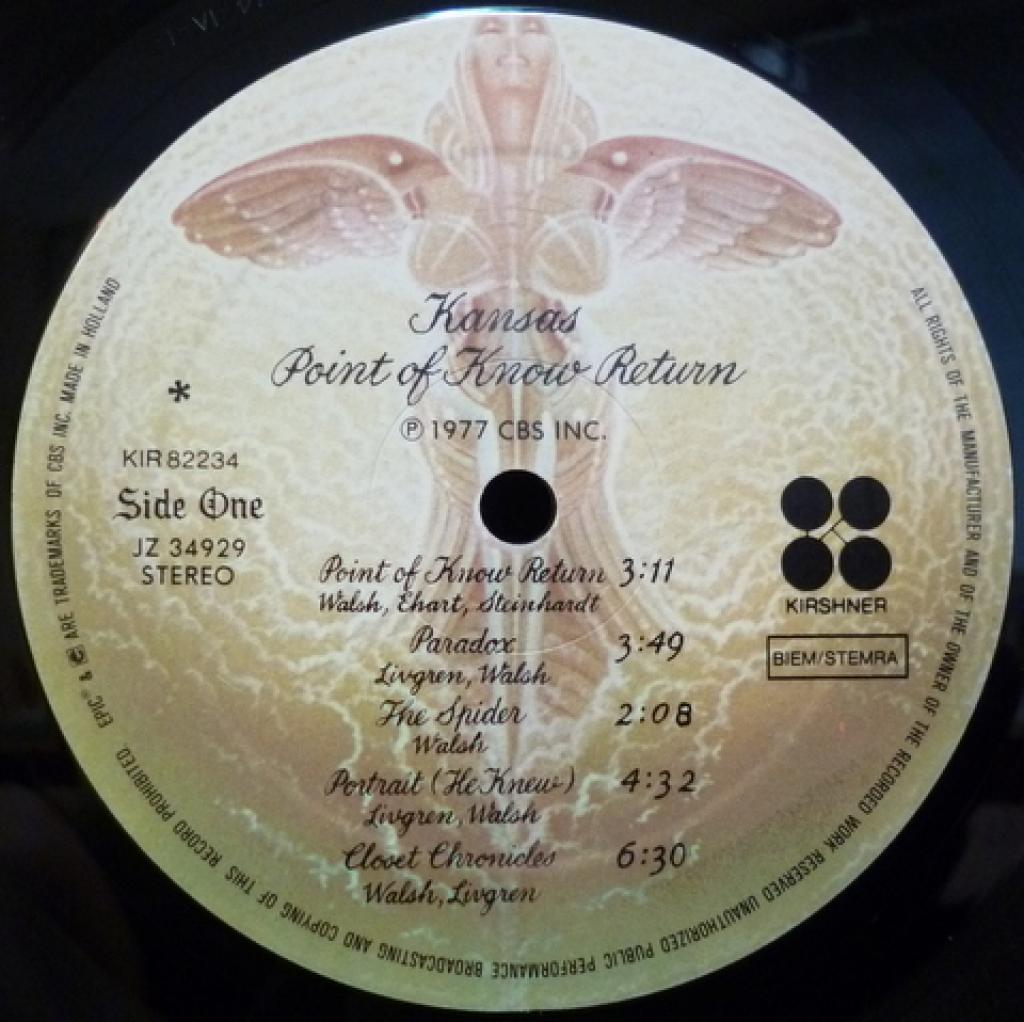 Kansas
Point of Know Return
℗ 1977 CBS INC.
*
KIR 82234
Side One
JZ 34929
STEREO
Point of Know Return 3:11
Walsh, Ehart, Steinhardt
Paradox 3:49
Livgren, Walsh
The Spider 2:08
Walsh
Portrait (He Knew) 4:32
Livgren, Walsh
Closet Chronicles 6:30
Walsh, Livgren
KIRSHNER
BIEM/STEMRA
ALL RIGHTS OF THE MANUFACTURER AND OF THE OWNER OF THE RECORDED WORK RESERVED UNAUTHORIZED PUBLIC PERFORMANCE BROADCASTING AND COPYING OF THIS RECORD PROHIBITED
EPIC® & ARE TRADEMARKS OF CBS INC. MADE IN HOLLAND